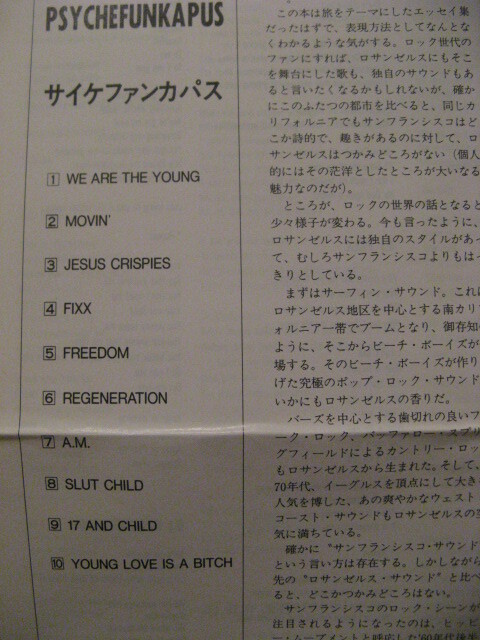 PSYCHEFUNKAPUS
サイケファンカパス
1 WE ARE THE YOUNG
2 MOVIN'
3 JESUS CRISPIES
4 FIXX
5 FREEDOM
6 REGENERATION
7 A.M.
8 SLUT CHILD
9 17 AND CHILD
10 YOUNG LOVE IS A BITCH
この本は旅をテーマにしたエッセイ集
だったはずで、表現方法としてなんとな
くわかるような気がする。ロック世代の
ファンにすれば、ロサンゼルスにもそこ
を舞台にした歌も、独自のサウンドもあ
ると言いたくなるかもしれないが、確か
にこのふたつの都市を比べると、同じカ
リフォルニアでもサンフランシスコはど
こか詩的で、趣きがあるのに対して、ロ
サンゼルスはつかみどころがない（個人
的にはその茫洋としたところが大いなる
魅力なのだが）。
ところが、ロックの世界の話となると
少々様子が変わる。今も言ったように、
ロサンゼルスには独自のスタイルがあっ
て、むしろサンフランシスコよりもはっ
きりとしている。
まずはサーフィン・サウンド。これは
ロサンゼルス地区を中心とする南カリフ
ォルニア一帯でブームとなり、御存知の
ように、そこからビーチ・ボーイズが
場する。そのビーチ・ボーイズが作り
げた究極のポップ・ロック・サウンド
いかにもロサンゼルスの香りだ。
バーズを中心とする歯切れの良いフ
ーク・ロック、バッファロー・スプリ
グフィールドによるカントリー・ロッ
もロサンゼルスから生まれた。そして、
70年代、イーグルスを頂点にして大き
人気を博した、あの爽やかなウェスト
コースト・サウンドもロサンゼルスの
気に満ちている。
確かに“サンフランシスコ・サウンド
という言い方は存在する。しかしながら
先の“ロサンゼルス・サウンド”と比べ
ると、どこかつかみどころはない。
サンフランシスコのロック・シーンが
注目されるようになったのは、ヒッピ
ー・ムーブメントと呼応した'60年代後半